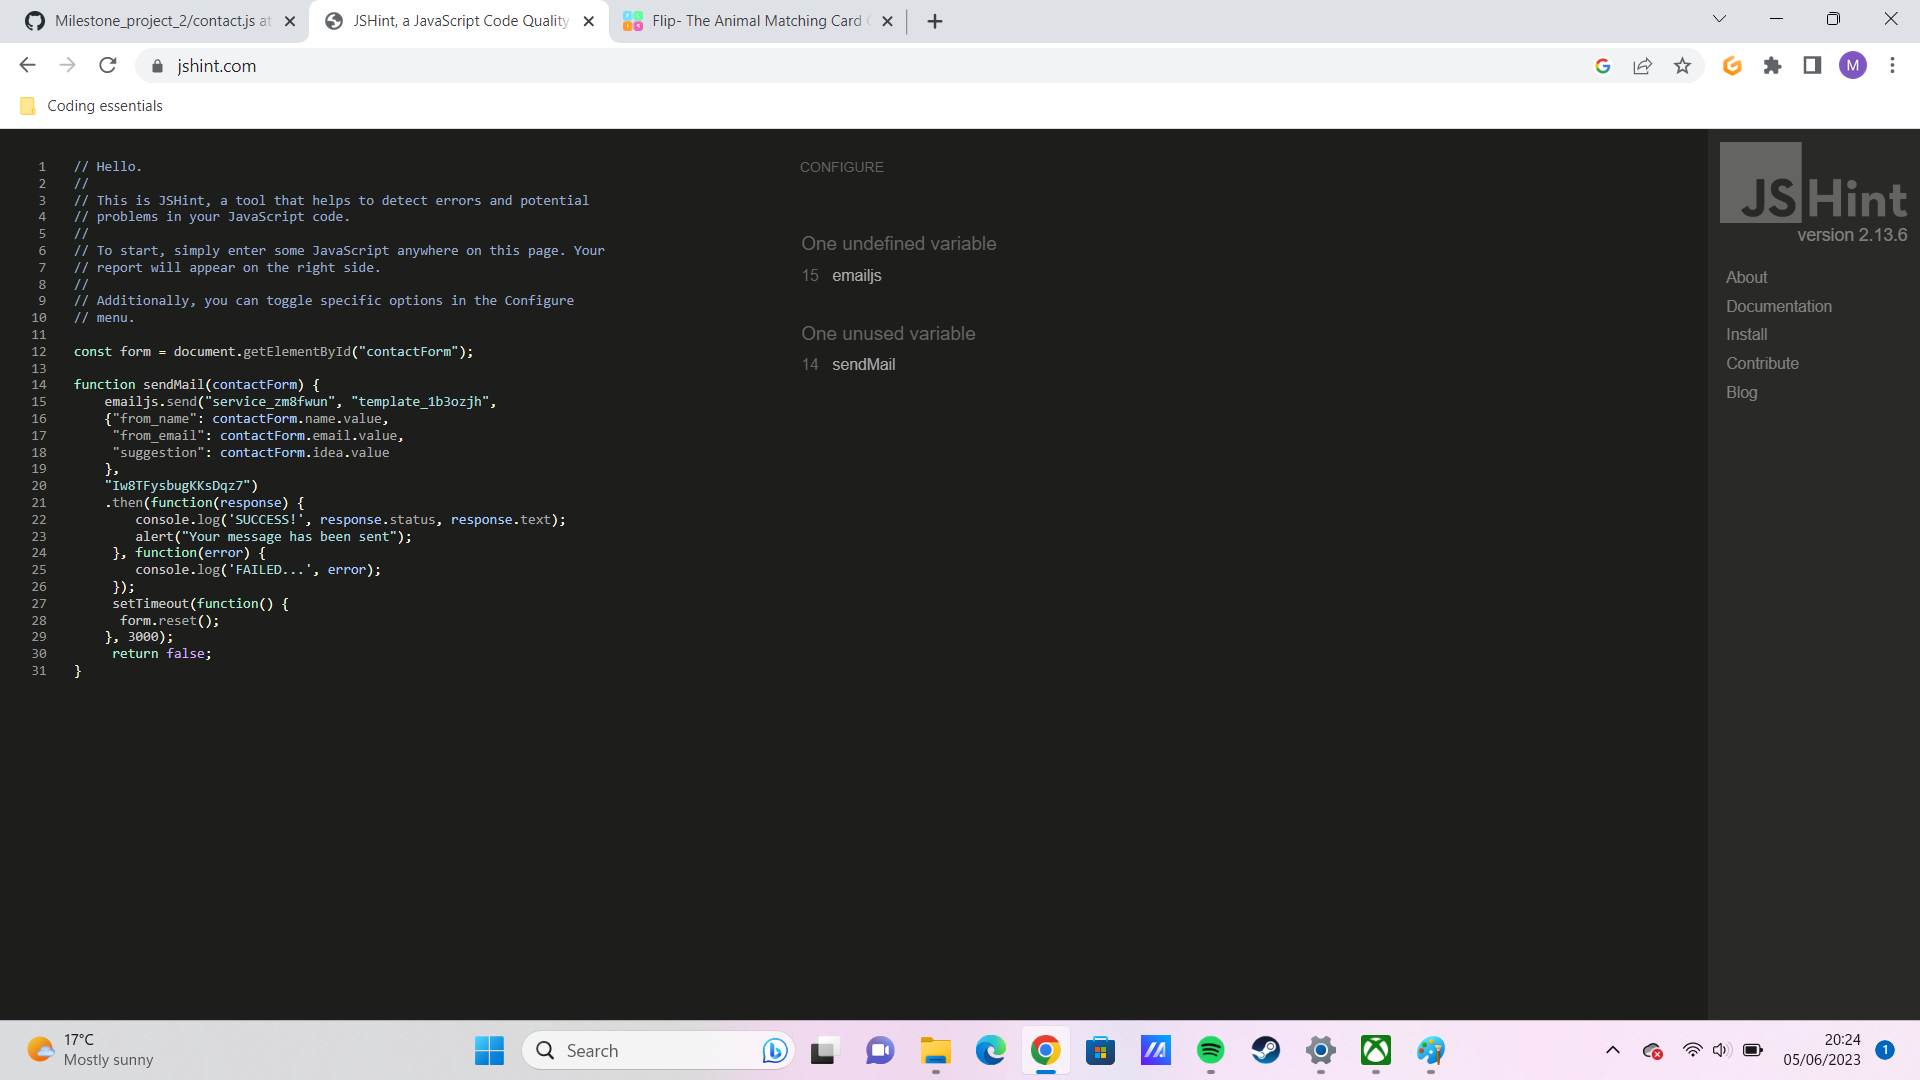 Milestone_project_2/contact.js at
JSHint, a JavaScript Code Quality
Flip- The Animal Matching Card
jshint.com
M
Coding essentials
1 // Hello.
2 //
3 // This is JSHint, a tool that helps to detect errors and potential
4 // problems in your JavaScript code.
5 //
6 // To start, simply enter some JavaScript anywhere on this page. Your
7 // report will appear on the right side.
8 //
9 // Additionally, you can toggle specific options in the Configure
10 // menu.
11
12 const form = document.getElementById("contactForm");
13
14 function sendMail(contactForm) {
15 emailjs.send("service_zm8fwun", "template_1b3ozjh",
16 {"from_name": contactForm.name.value,
17 "from_email": contactForm.email.value,
18 "suggestion": contactForm.idea.value
19 },
20 "Iw8TFysbugKKsDqz7")
21 .then(function(response) {
22 console.log('SUCCESS!', response.status, response.text);
23 alert("Your message has been sent");
24 }, function(error) {
25 console.log('FAILED...', error);
26 });
27 setTimeout(function() {
28 form.reset();
29 }, 3000);
30 return false;
31 }
CONFIGURE
One undefined variable
15 emailjs
One unused variable
14 sendMail
JS Hint
version 2.13.6
About
Documentation
Install
Contribute
Blog
17°C
Mostly sunny
Search
20:24
05/06/2023
1